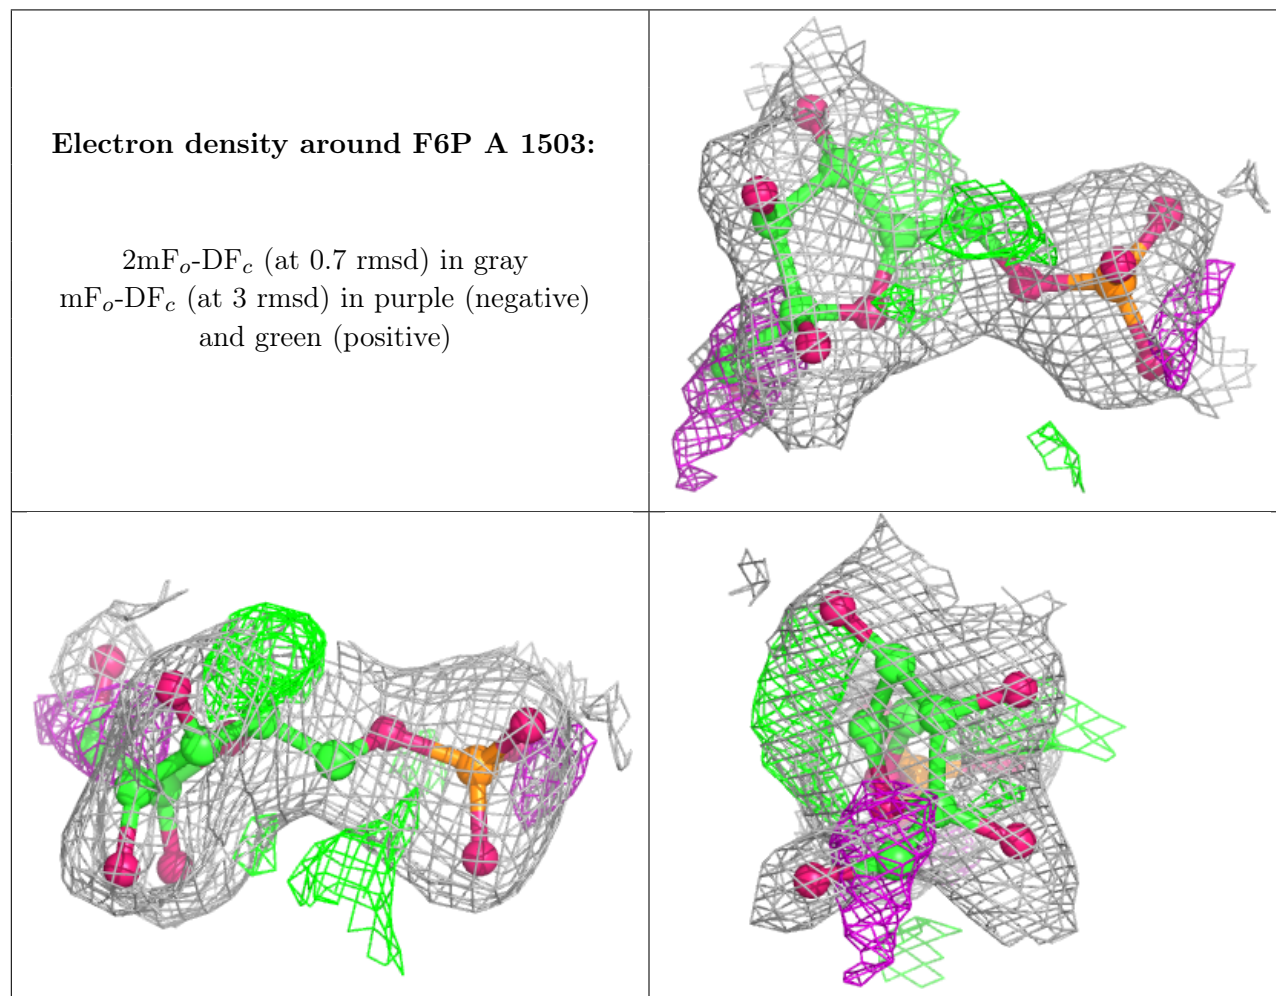 Electron density around F6P A 1503:
2mFo-DFc (at 0.7 rmsd) in gray
mFo-DFc (at 3 rmsd) in purple (negative)
and green (positive)